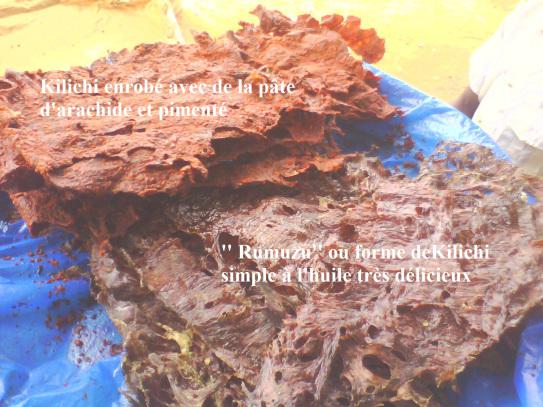 Kilichi enrobé avec de la pâte
d'arachide et pimenté
" Rumuzu" ou forme deKilichi
simple à l'huile très délicieux